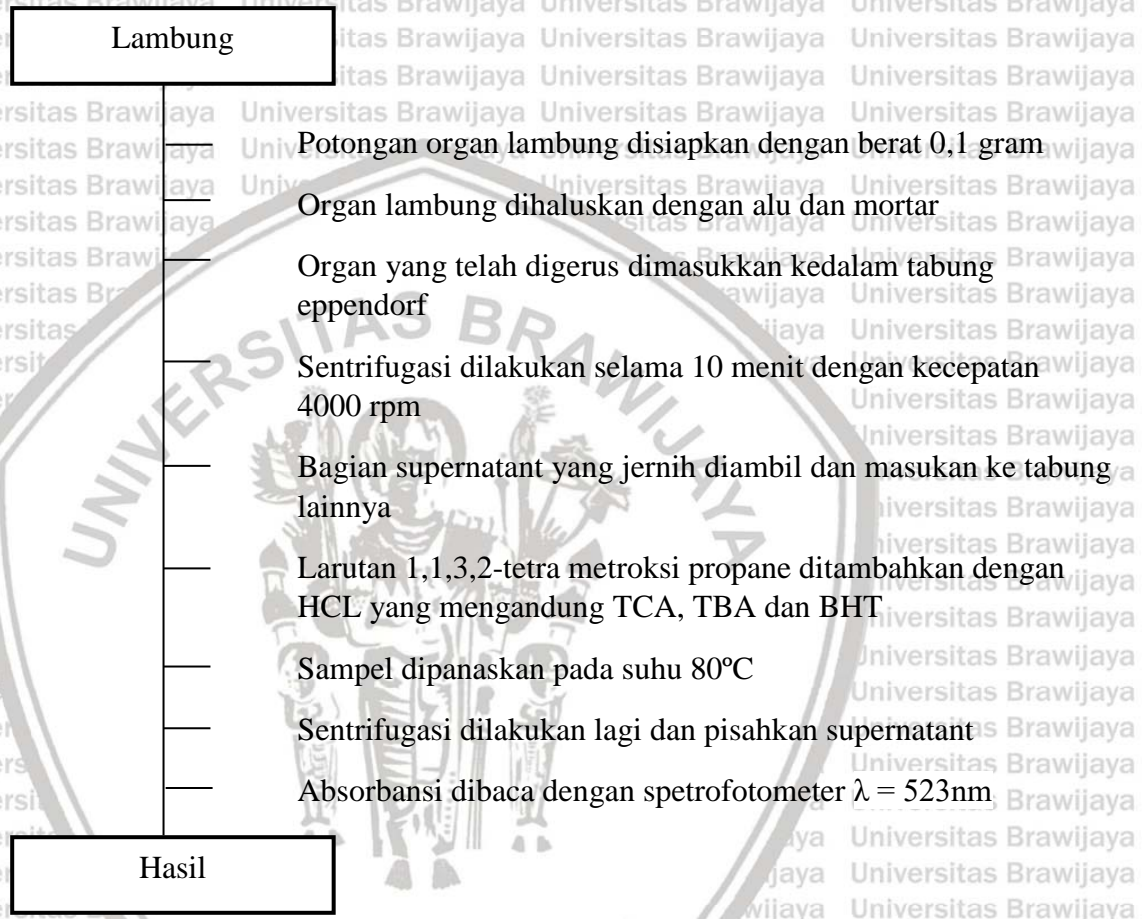 Lambung
Potongan organ lambung disiapkan dengan berat 0,1 gram
Organ lambung dihaluskan dengan alu dan mortar
Organ yang telah digerus dimasukkan kedalam tabung
eppendorf
Sentrifugasi dilakukan selama 10 menit dengan kecepatan
4000 rpm
Bagian supernatant yang jernih diambil dan masukan ke tabung
lainnya
Larutan 1,1,3,2-tetra metroksi propane ditambahkan dengan
HCL yang mengandung TCA, TBA dan BHT
Sampel dipanaskan pada suhu 80ºC
Sentrifugasi dilakukan lagi dan pisahkan supernatant
Absorbansi dibaca dengan spetrofotometer λ = 523nm
Hasil
UNIVERSITAS BRAWIJAYA